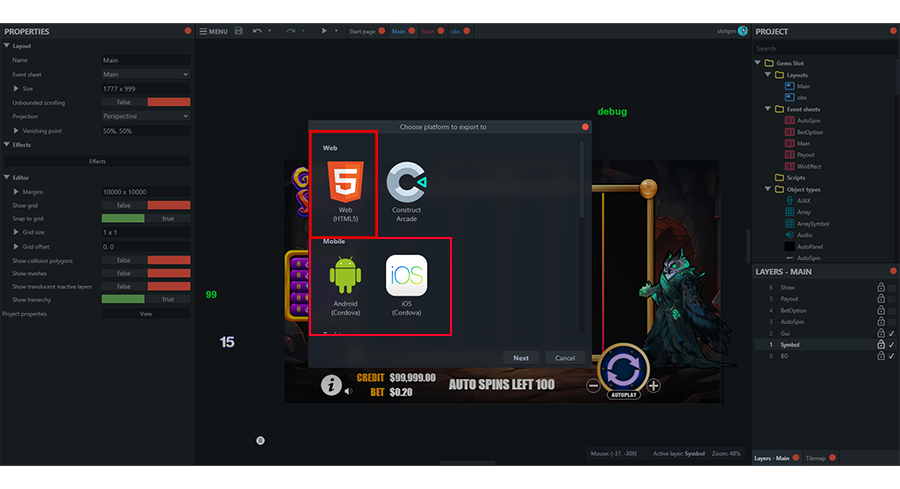 PROPERTIES
Layout
Name Main
Event sheet Main
Size 1777 x 999
Unbounded scrolling false
Projection Perspective
Vanishing point 50%, 50%
Effects
Effects
Editor
Margins 10000 x 10000
Show grid false
Snap to grid true
Grid size 1 x 1
Grid offset 0, 0
Show collision polygons false
Show meshes false
Show translucent inactive layers false
Show hierarchy true
Project properties View
MENU
Start page
Main
Main
obs
slotgen
debug
99
15
Choose platform to export to
Web
Web
(HTML5)
Construct
Arcade
Mobile
iOS
Android
(Cordova)
iOS
(Cordova)
Next
Cancel
CREDIT $99,999.00
BET $0.20
AUTO SPINS LEFT 100
AUTOPLAY
Mouse: (-37, -309) Active layer: Symbol Zoom: 48%
PROJECT
Search
Gems Slot
Layouts
Main
obs
Event sheets
AutoSpin
BetOption
Main
Payout
WinEffect
Scripts
Object types
AJAX
Array
ArraySymbol
Audio
AutoPanel
AutoSpin
LAYERS - MAIN
6 Show
5 Payout
4 BetOption
3 AutoSpin
2 Gui
1 Symbol
0 BG
Layers - Main
Tilemap